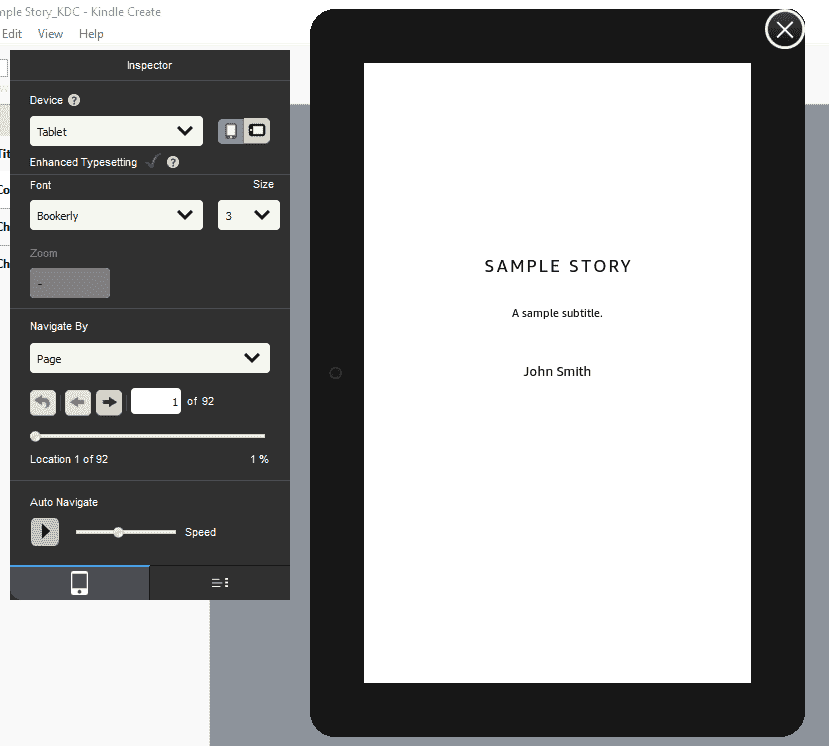 mple Story_KDC - Kindle Create
Edit View Help
Inspector
Device ?
Tablet
Enhanced Typesetting ?
Font Size
Bookerly 3
Zoom
-
Navigate By
Page
1 of 92
Location 1 of 92 1 %
Auto Navigate
Speed
Tit
Co
Ch
Ch
SAMPLE STORY
A sample subtitle.
John Smith